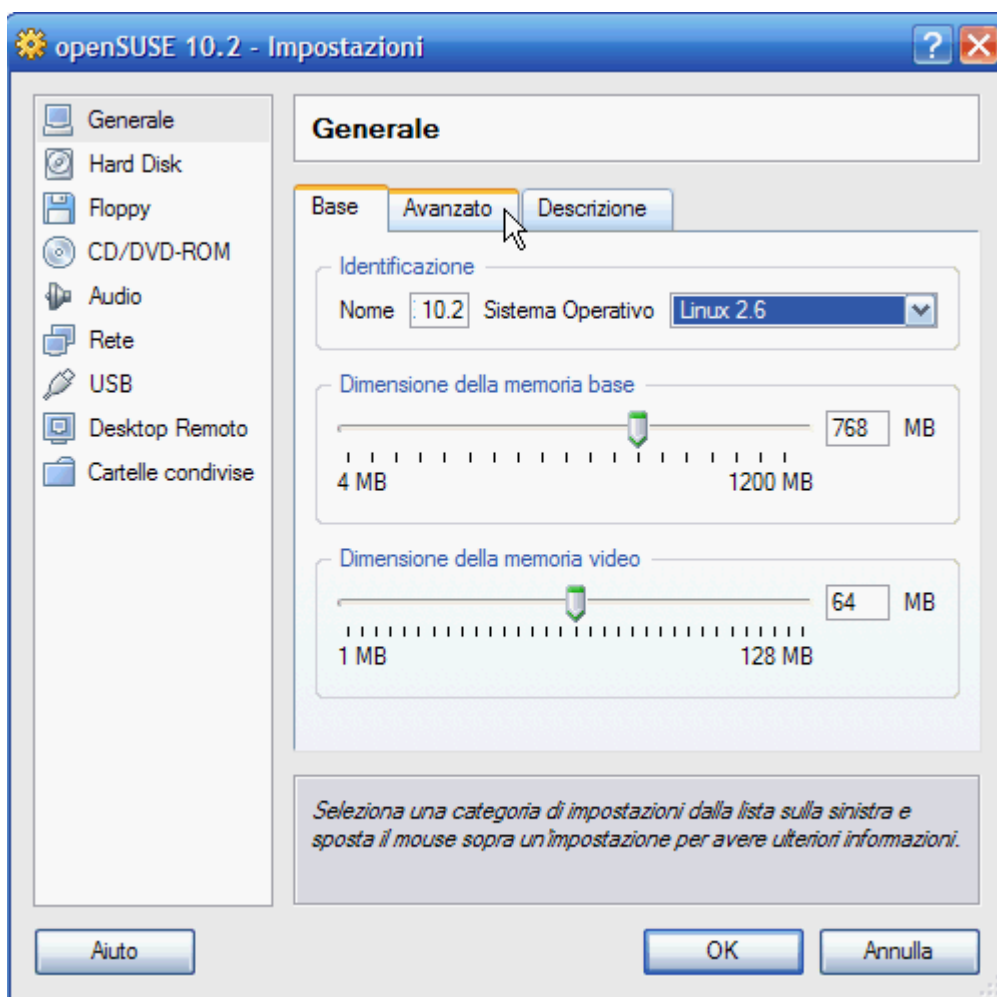 openSUSE 10.2 - Impostazioni
Generale
Hard Disk
Floppy
CD/DVD-ROM
Audio
Rete
USB
Desktop Remoto
Cartelle condivise
Generale
Base Avanzato Descrizione
Identificazione
Nome 10.2 Sistema Operativo Linux 2.6
Dimensione della memoria base
768 MB
4 MB 1200 MB
Dimensione della memoria video
64 MB
1 MB 128 MB
Seleziona una categoria di impostazioni dalla lista sulla sinistra e
sposta il mouse sopra un'impostazione per avere ulteriori informazioni.
Aiuto OK Annulla